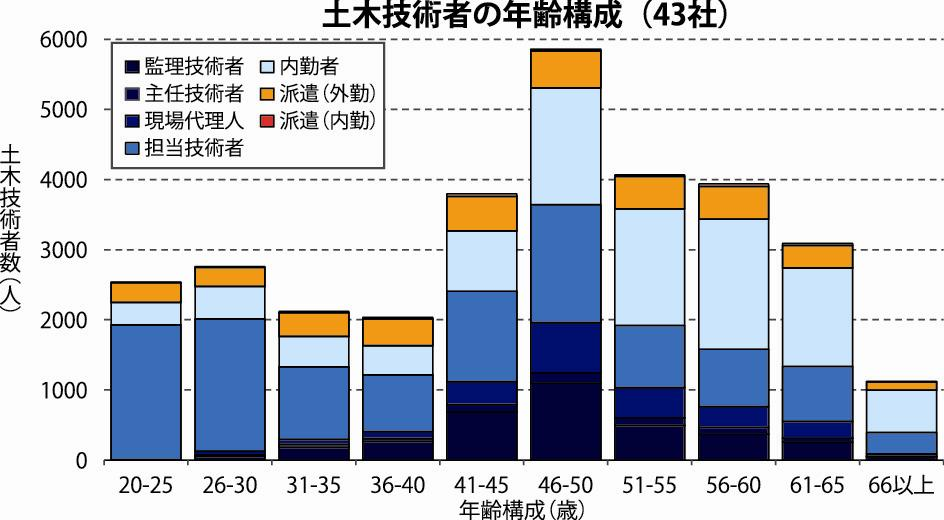 土木技術者の年齢構成（43社）
6000
5000
4000
3000
2000
1000
0
土木技術者数（人）
監理技術者
主任技術者
現場代理人
担当技術者
内勤者
派遣（外勤）
派遣（内勤）
20-25 26-30 31-35 36-40 41-45 46-50 51-55 56-60 61-65 66以上
年齢構成（歳）